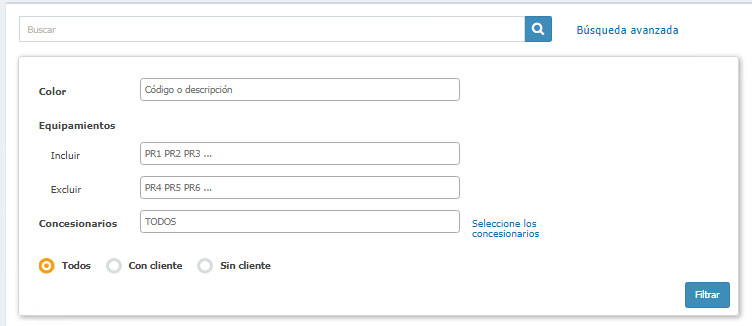 Buscar Búsqueda avanzada
Color Código o descripción
Equipamientos
Incluir PR1 PR2 PR3 ...
Excluir PR4 PR5 PR6 ...
Concesionarios TODOS Seleccione los
concesionarios
Todos Con cliente Sin cliente
Filtrar